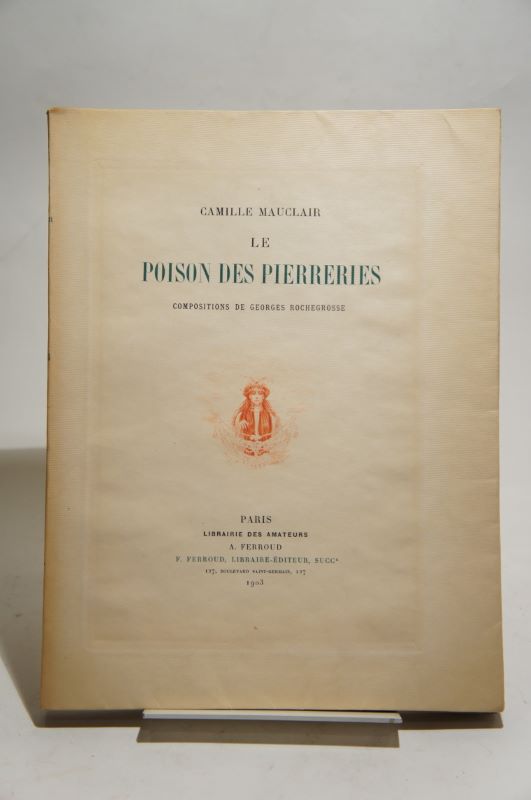 CAMILLE MAUCLAIR
LE
POISON DES PIERRERIES
COMPOSITIONS DE GEORGES ROCHEGROSSE
PARIS
LIBRAIRIE DES AMATEURS
A. FERROUD
F. FERROUD, LIBRAIRE-ÉDITEUR, SUCCR
127, BOULEVARD SAINT-GERMAIN, 127
1903